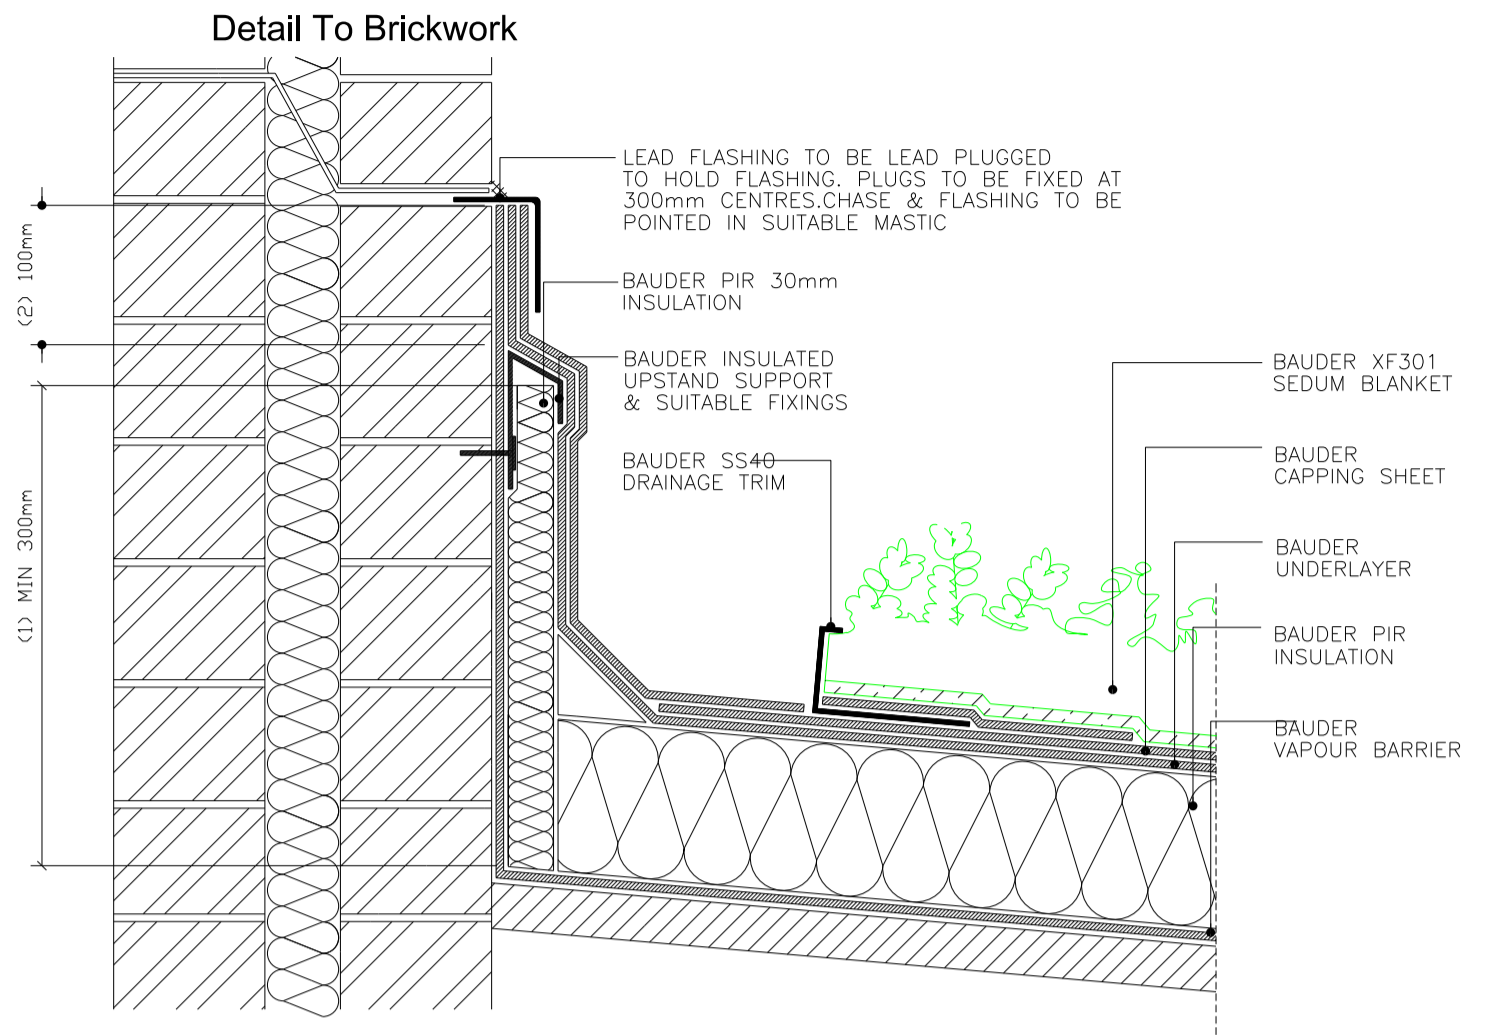 Detail To Brickwork
LEAD FLASHING TO BE LEAD PLUGGED
TO HOLD FLASHING. PLUGS TO BE FIXED AT
300mm CENTRES.CHASE & FLASHING TO BE
POINTED IN SUITABLE MASTIC
(2) 100mm
BAUDER PIR 30mm
INSULATION
BAUDER INSULATED
UPSTAND SUPPORT
& SUITABLE FIXINGS
BAUDER XF301
SEDUM BLANKET
BAUDER SS40
DRAINAGE TRIM
BAUDER
CAPPING SHEET
(1) MIN 300mm
BAUDER
UNDERLAYER
BAUDER PIR
INSULATION
BAUDER
VAPOUR BARRIER